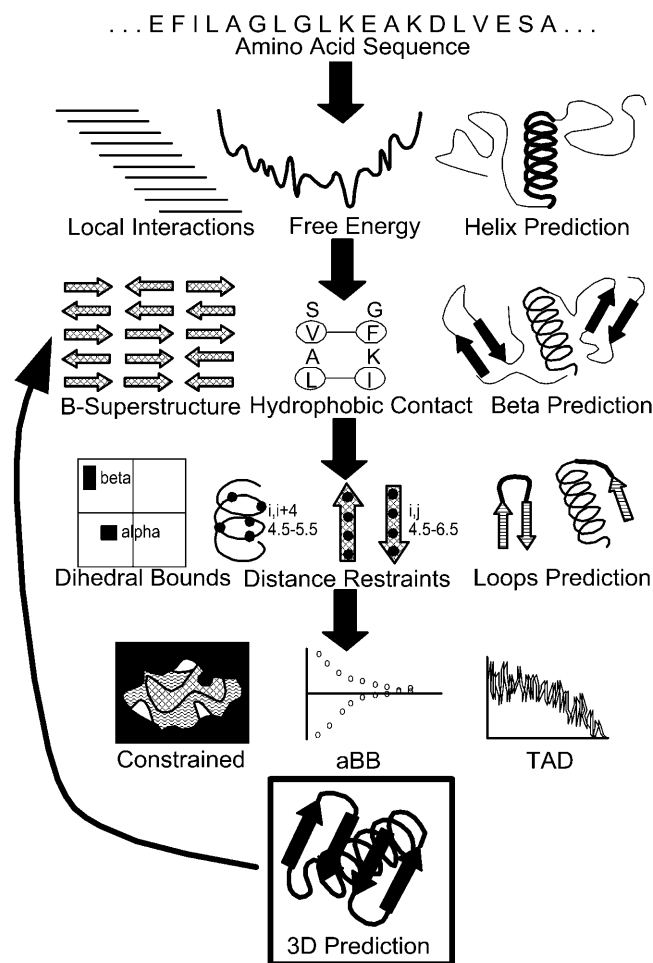 ...EFILAGLGLKEAKDLVESA...
Amino Acid Sequence
Local Interactions
Free Energy
Helix Prediction
S G
V F
A K
L I
B-Superstructure
Hydrophobic Contact
Beta Prediction
beta
alpha
i,i+4
4.5-5.5
i,j
4.5-6.5
Dihedral Bounds
Distance Restraints
Loops Prediction
Constrained
aBB
TAD
3D Prediction